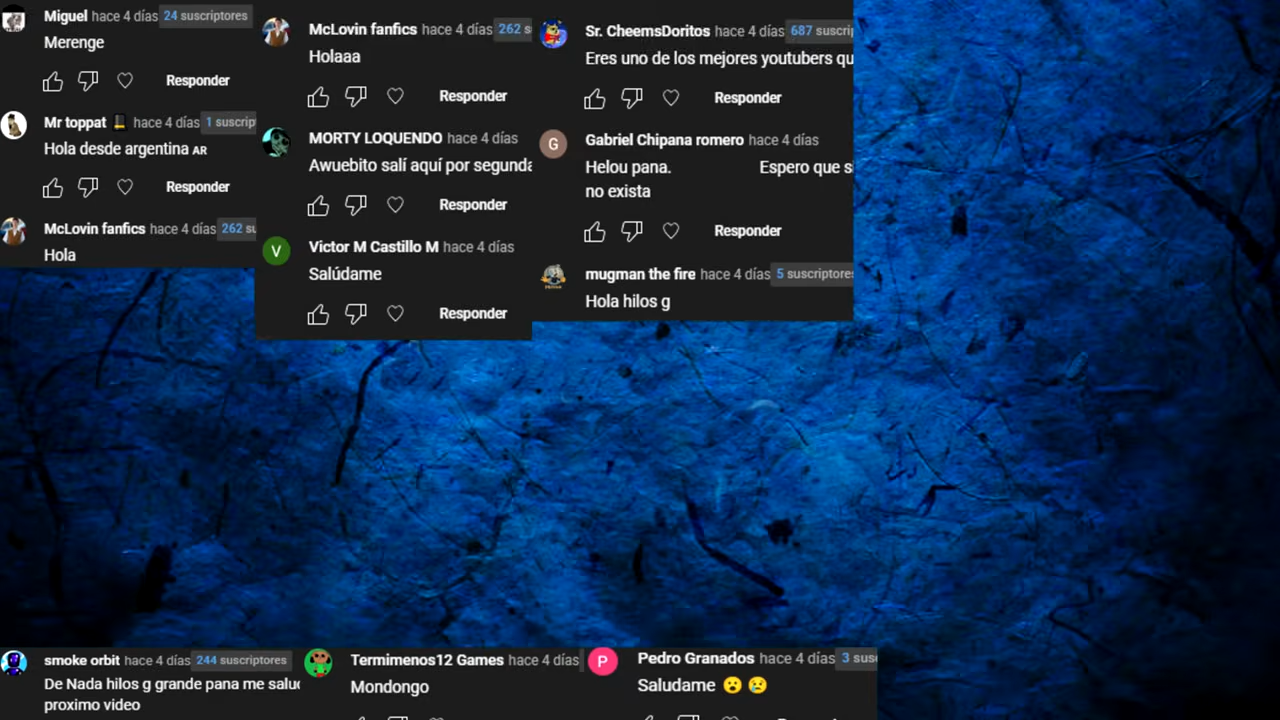 Miguel hace 4 días 24 suscriptores
Merenge
Responder
Mr toppat hace 4 días 1 suscrip
Hola desde argentina AR
Responder
McLovin fanfics hace 4 días 262 su
Hola
McLovin fanfics hace 4 días 262 s
Holaaa
Responder
MORTY LOQUENDO hace 4 días
Awuebito salí aquí por segunda
Responder
Victor M Castillo M hace 4 días
Salúdame
Responder
Sr. CheemsDoritos hace 4 días 687 suscrip
Eres uno de los mejores youtubers qu
Responder
Gabriel Chipana romero hace 4 días
Helou pana. Espero que s
no exista
Responder
mugman the fire hace 4 días 5 suscriptores
Hola hilos g
smoke orbit hace 4 días 244 suscriptores
De Nada hilos g grande pana me salud
proximo video
Termimenos12 Games hace 4 días
Mondongo
Pedro Granados hace 4 días 3 susc
Saludame 😮 😢